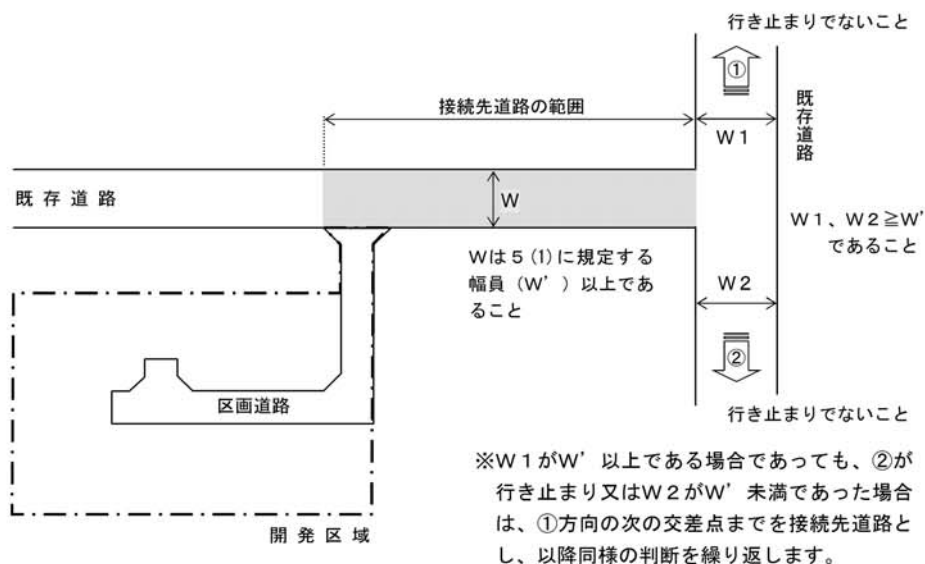 行き止まりでないこと
①
接続先道路の範囲
既存道路
W1
既存道路
W
W1、W2≧W'
であること
Wは5(1)に規定する
幅員(W')以上であ
ること
W2
②
区画道路
行き止まりでないこと
※W1がW'以上である場合であっても、②が
行き止まり又はW2がW'未満であった場合
は、①方向の次の交差点までを接続先道路と
し、以降同様の判断を繰り返します。
開発区域